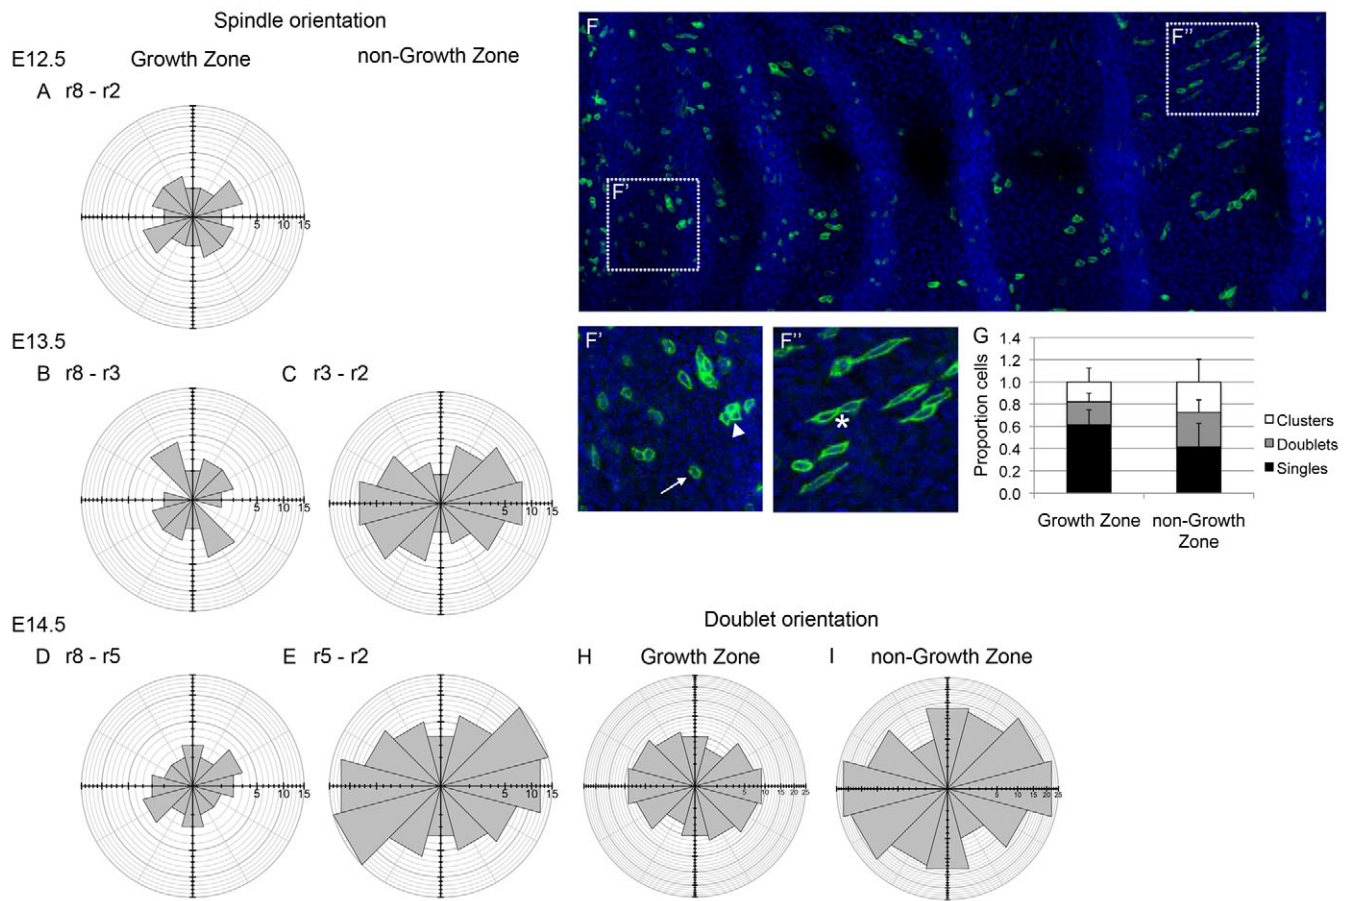 Spindle orientation
E12.5 Growth Zone non-Growth Zone
A r8 - r2
5 10 15
E13.5
B r8 - r3
5 10 15
C r3 - r2
5 10 15
E14.5
D r8 - r5
5 10 15
E r5 - r2
5 10 15
F
F'
F''
F'
F''
*
G
Proportion cells
1.4
1.2
1.0
0.8
0.6
0.4
0.2
0.0
Growth Zone
non-Growth
Zone
Clusters
Doublets
Singles
Doublet orientation
H Growth Zone
5 10 15 20 25
I non-Growth Zone
5 10 15 20 25